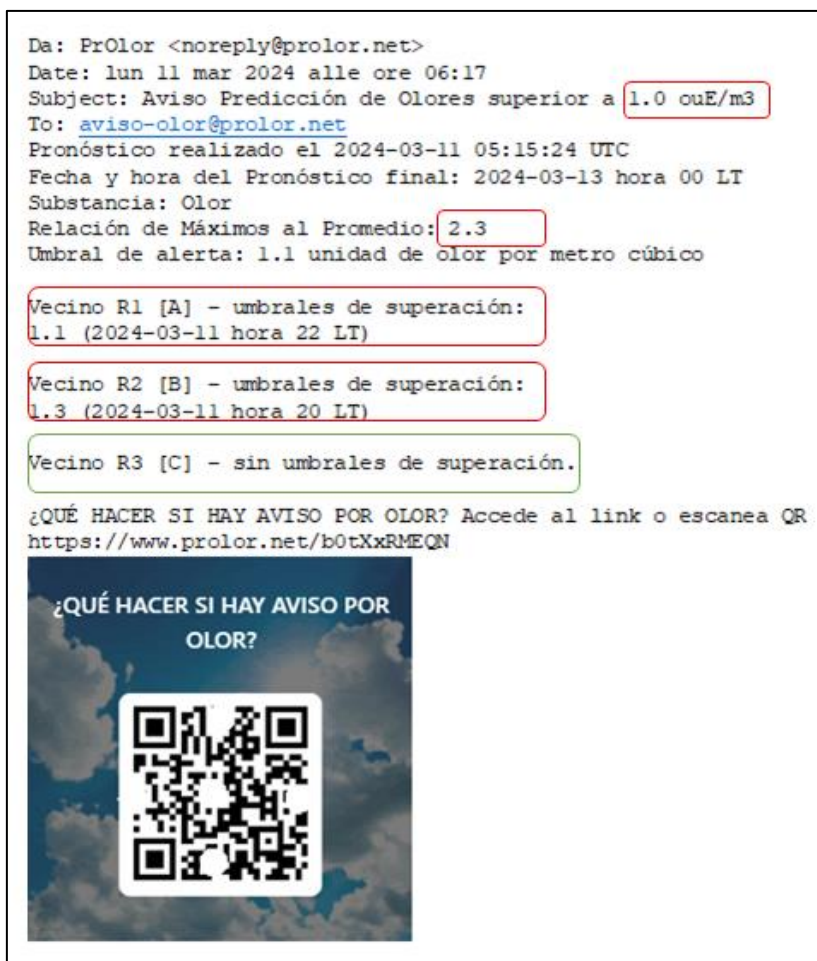 Da: PrOlor <noreply@prolor.net>
Date: lun 11 mar 2024 alle ore 06:17
Subject: Aviso Predicción de Olores superior a 1.0 ouE/m3
To: aviso-olor@prolor.net
Pronóstico realizado el 2024-03-11 05:15:24 UTC
Fecha y hora del Pronóstico final: 2024-03-13 hora 00 LT
Substancia: Olor
Relación de Máximos al Promedio: 2.3
Umbral de alerta: 1.1 unidad de olor por metro cúbico
Vecino R1 [A] - umbrales de superación:
1.1 (2024-03-11 hora 22 LT)
Vecino R2 [B] - umbrales de superación:
1.3 (2024-03-11 hora 20 LT)
Vecino R3 [C] - sin umbrales de superación.
¿QUÉ HACER SI HAY AVISO POR OLOR? Accede al link o escanea QR
https://www.prolor.net/b0tXxRMEQN
¿QUÉ HACER SI HAY AVISO POR
OLOR?